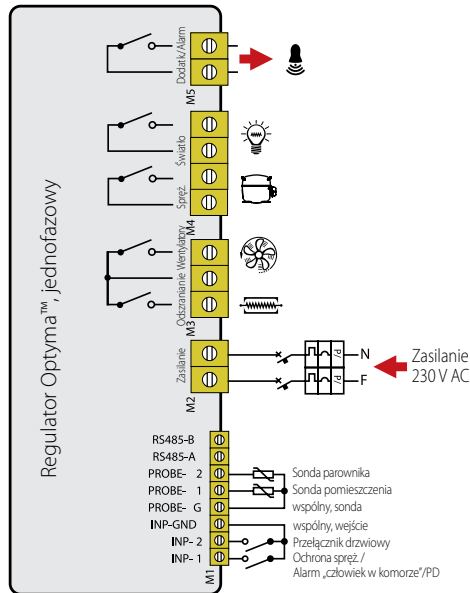 Regulator Optyma™, jednofazowy
Dodatk/Alarm
M5
Światło
Spręż.
M4
Wentylatory
Odszranianie
M3
Zasilanie
M2
N
F
P/
P/
Zasilanie
230 V AC
RS485-B
RS485-A
PROBE- 2
Sonda parownika
PROBE- 1
Sonda pomieszczenia
PROBE- G
wspólny, sonda
INP-GND
wspólny, wejście
INP- 2
Przełącznik drzwiowy
INP- 1
Ochrona spręż./
Alarm „człowiek w komorze”/PD
M1